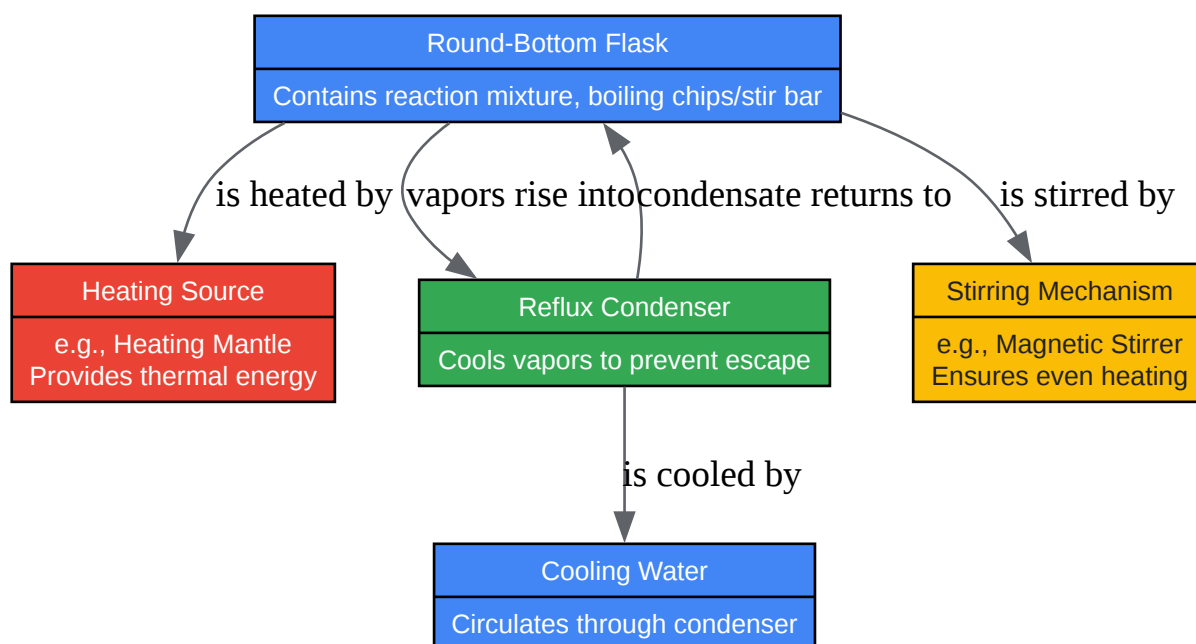 Round-Bottom Flask
Contains reaction mixture, boiling chips/stir bar
is heated by
vapors rise into
condensate returns to
is stirred by
Heating Source
e.g., Heating Mantle
Provides thermal energy
Reflux Condenser
Cools vapors to prevent escape
Stirring Mechanism
e.g., Magnetic Stirrer
Ensures even heating
is cooled by
Cooling Water
Circulates through condenser